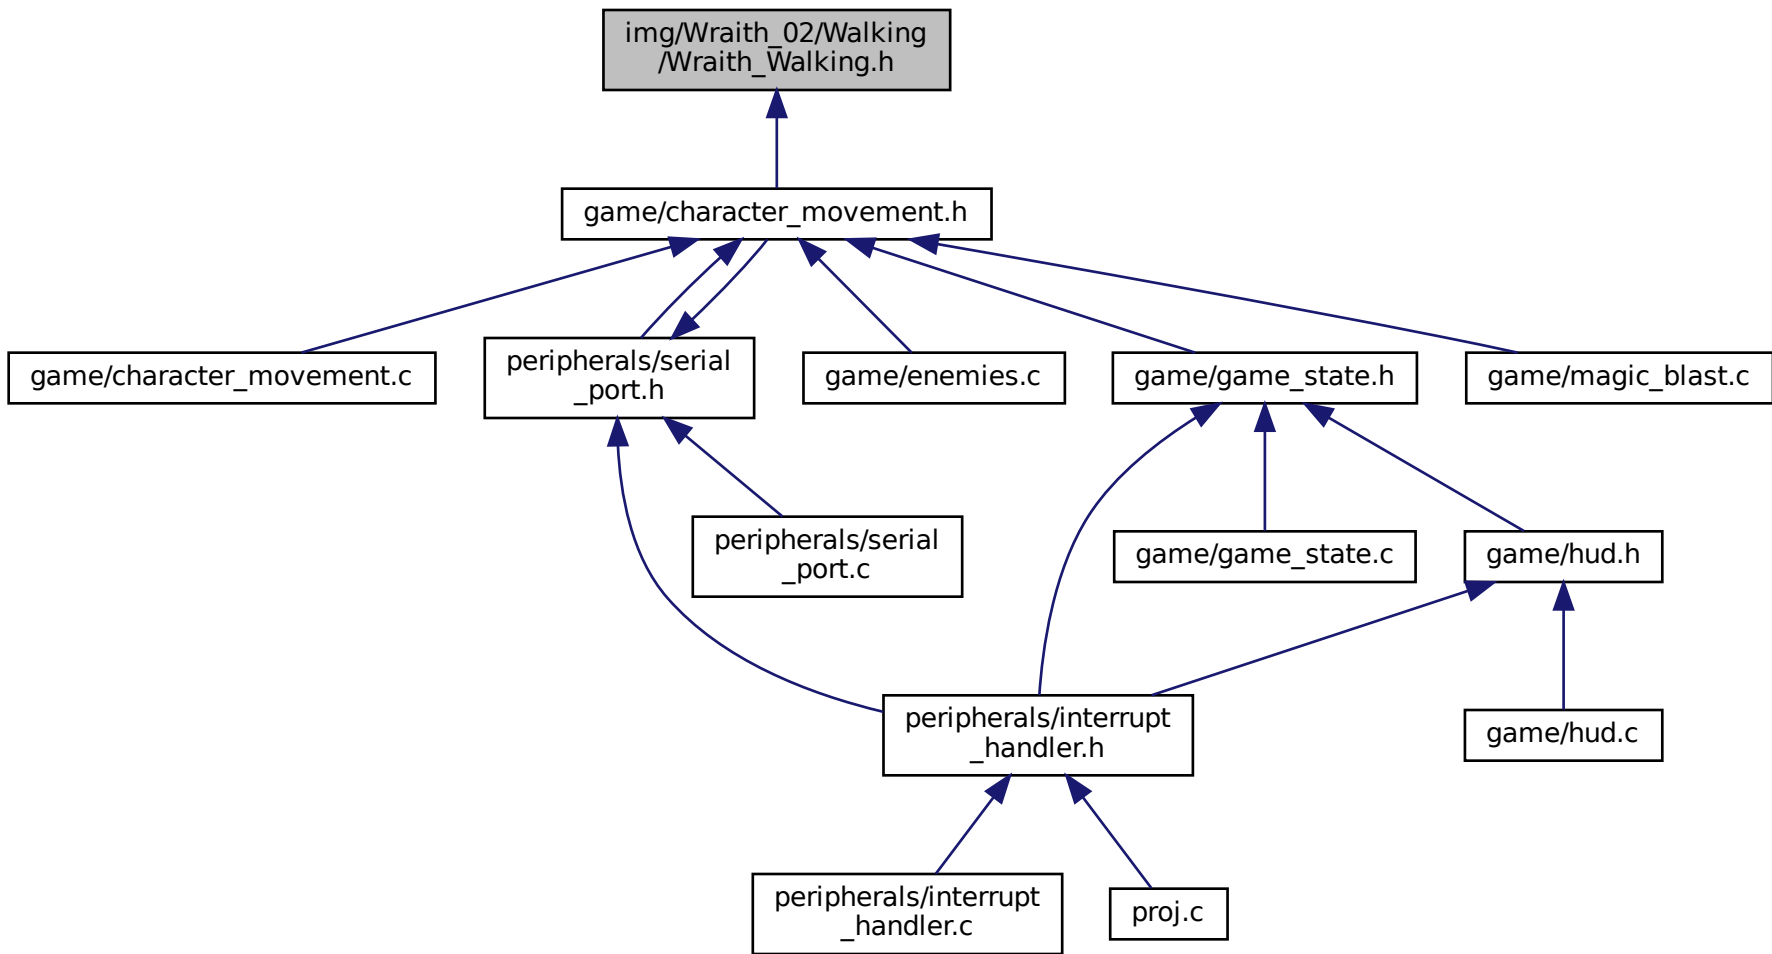 img/Wraith_02/Walking
/Wraith_Walking.h
game/character_movement.h
game/character_movement.c
peripherals/serial
_port.h
game/enemies.c
game/game_state.h
game/magic_blast.c
peripherals/serial
_port.c
game/game_state.c
game/hud.h
peripherals/interrupt
_handler.h
game/hud.c
peripherals/interrupt
_handler.c
proj.c